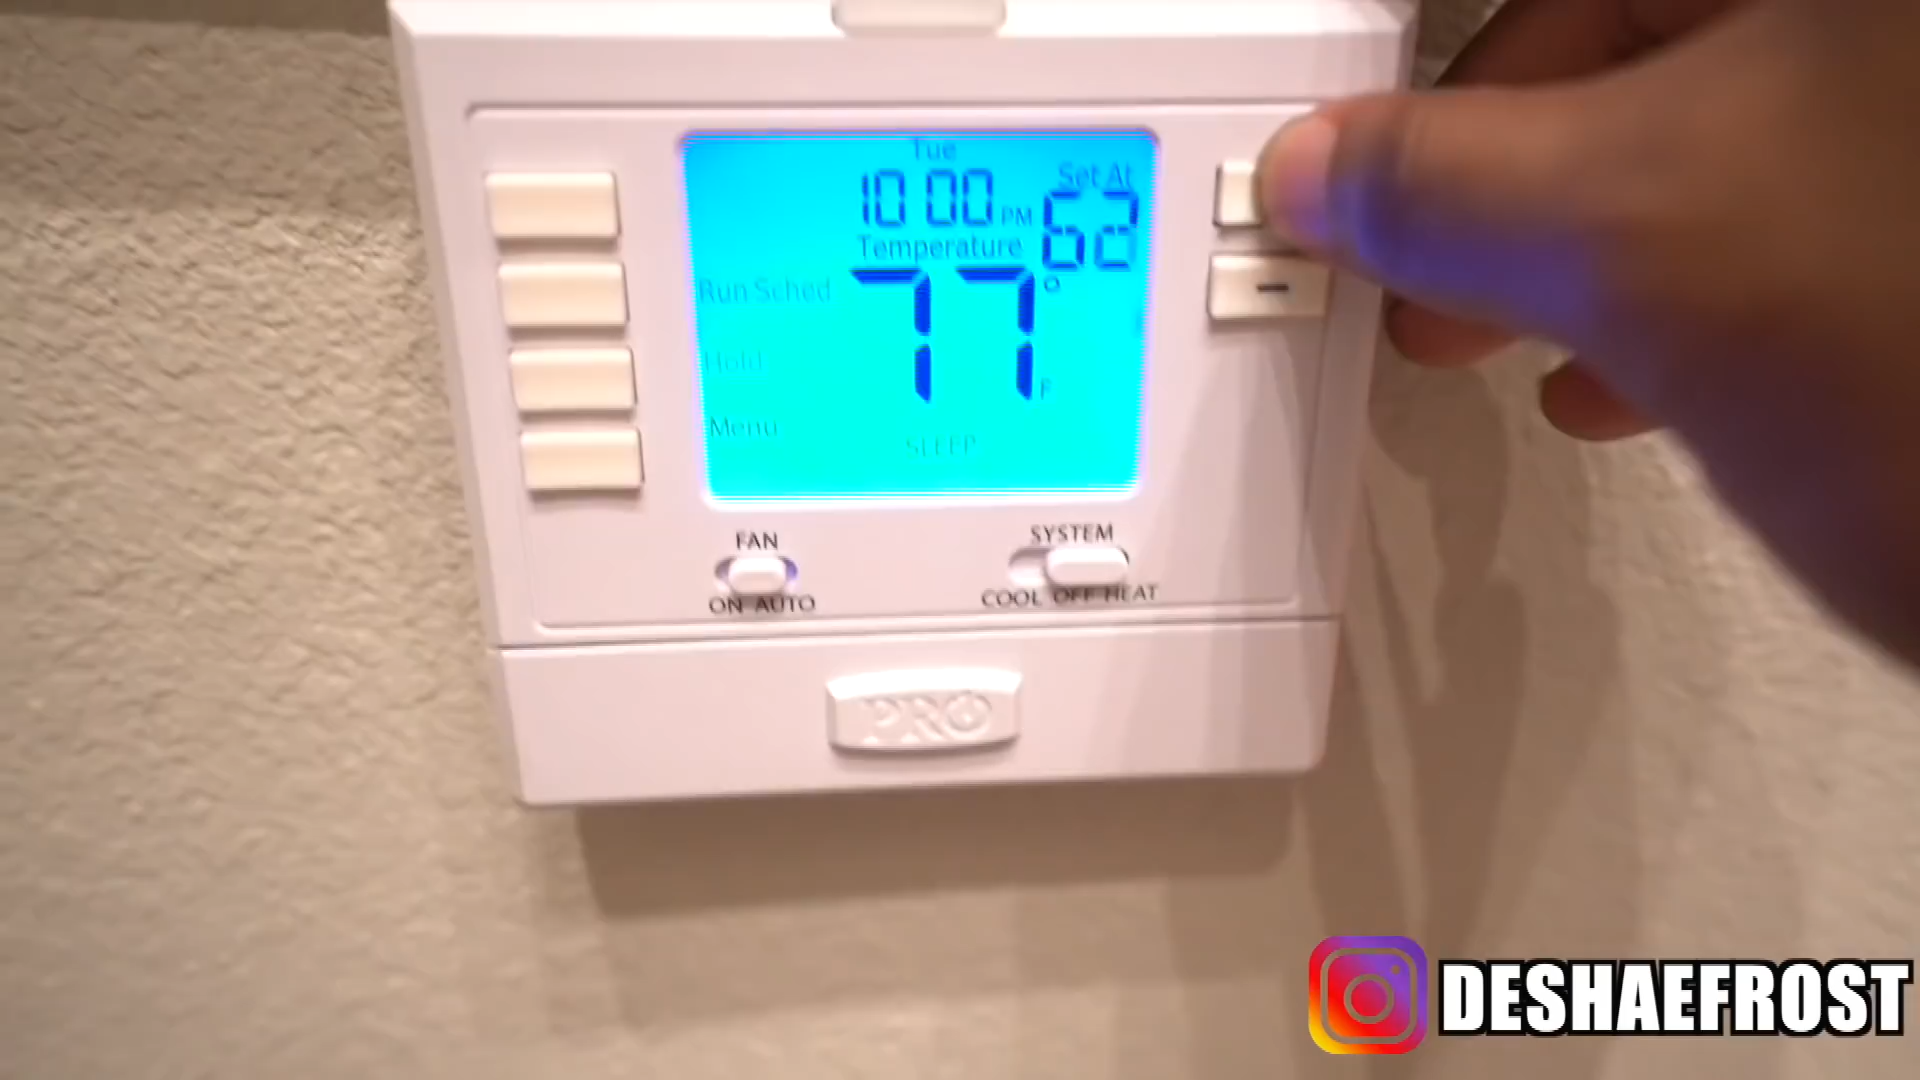 Tue
10 00 PM
Set At
62
Temperature
77°F
Run Sched
Hold
Menu
SLEEP
FAN
ON AUTO
SYSTEM
COOL OFF HEAT
PRO
DESHAEFROST